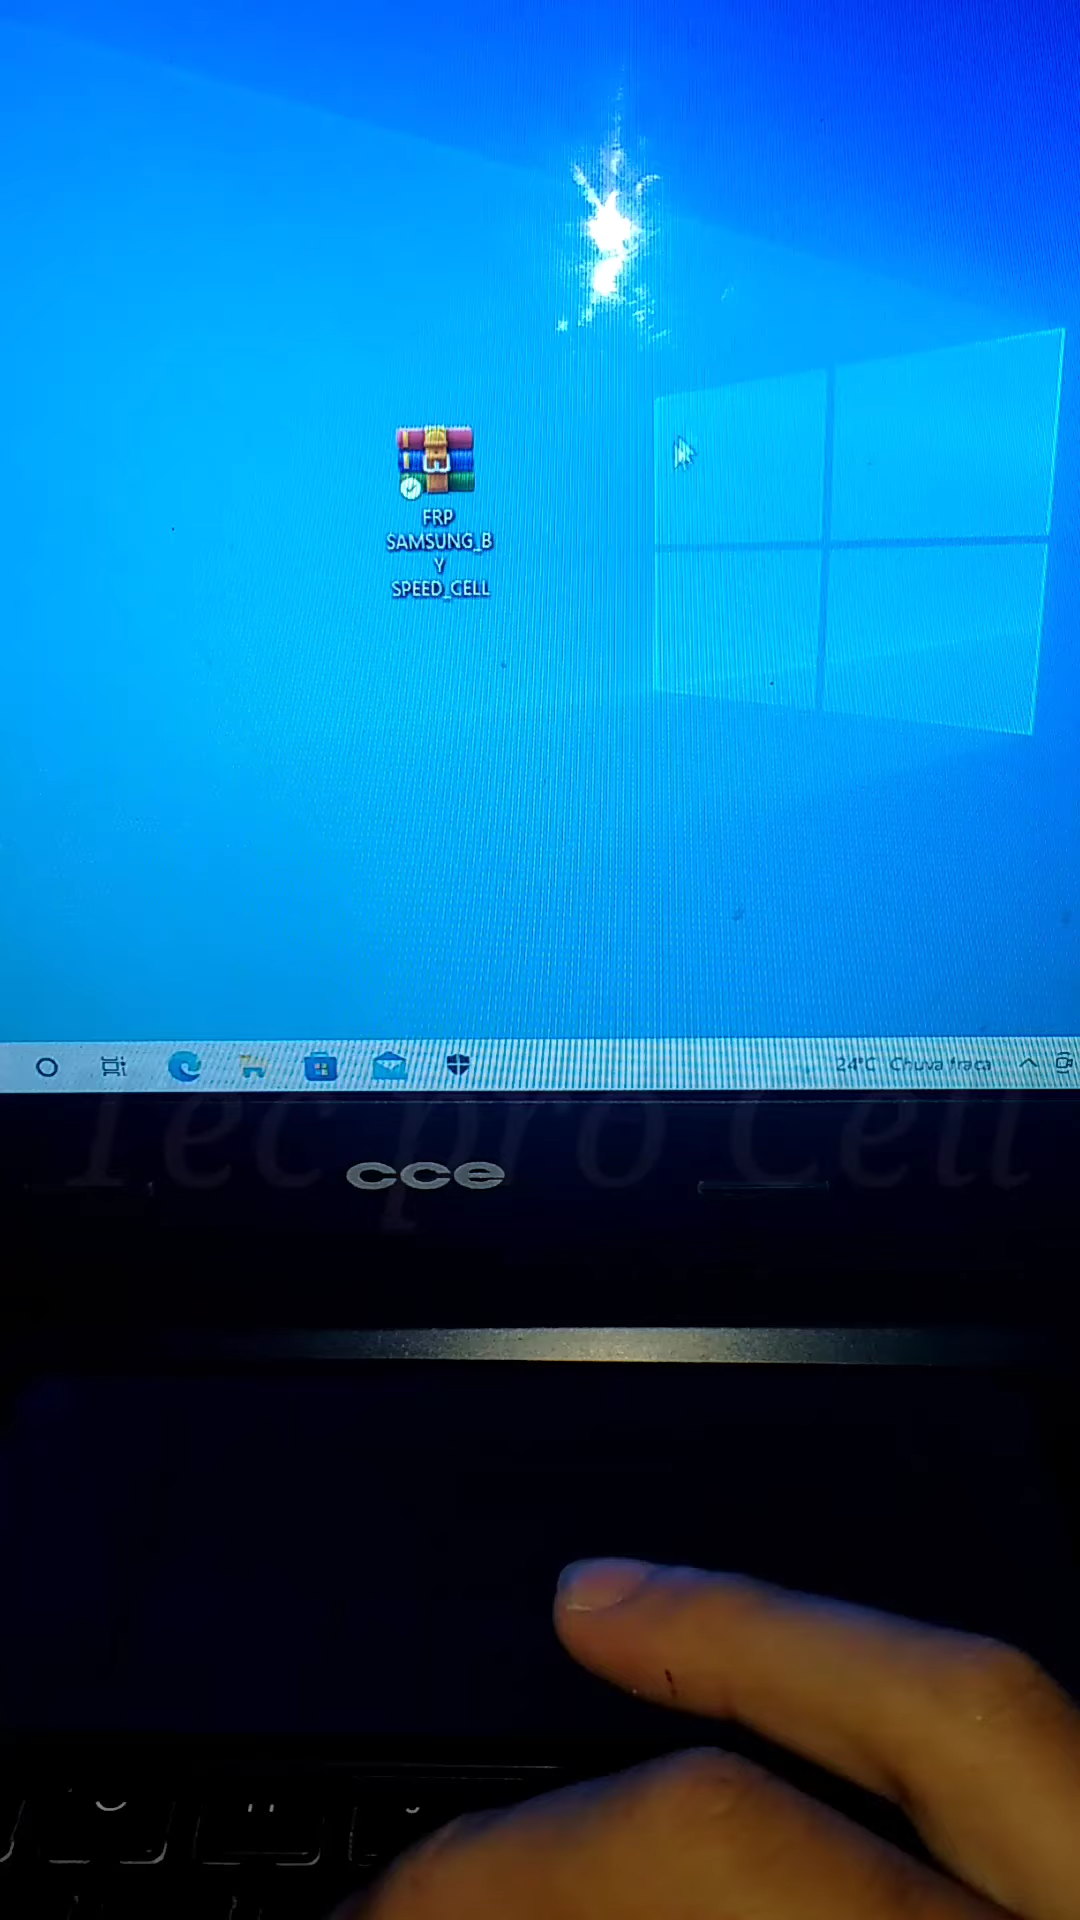 FRP
SAMSUNG_B
Y
SPEED_CELL
24°C Chuva fraca
Tec pro Cell
cce